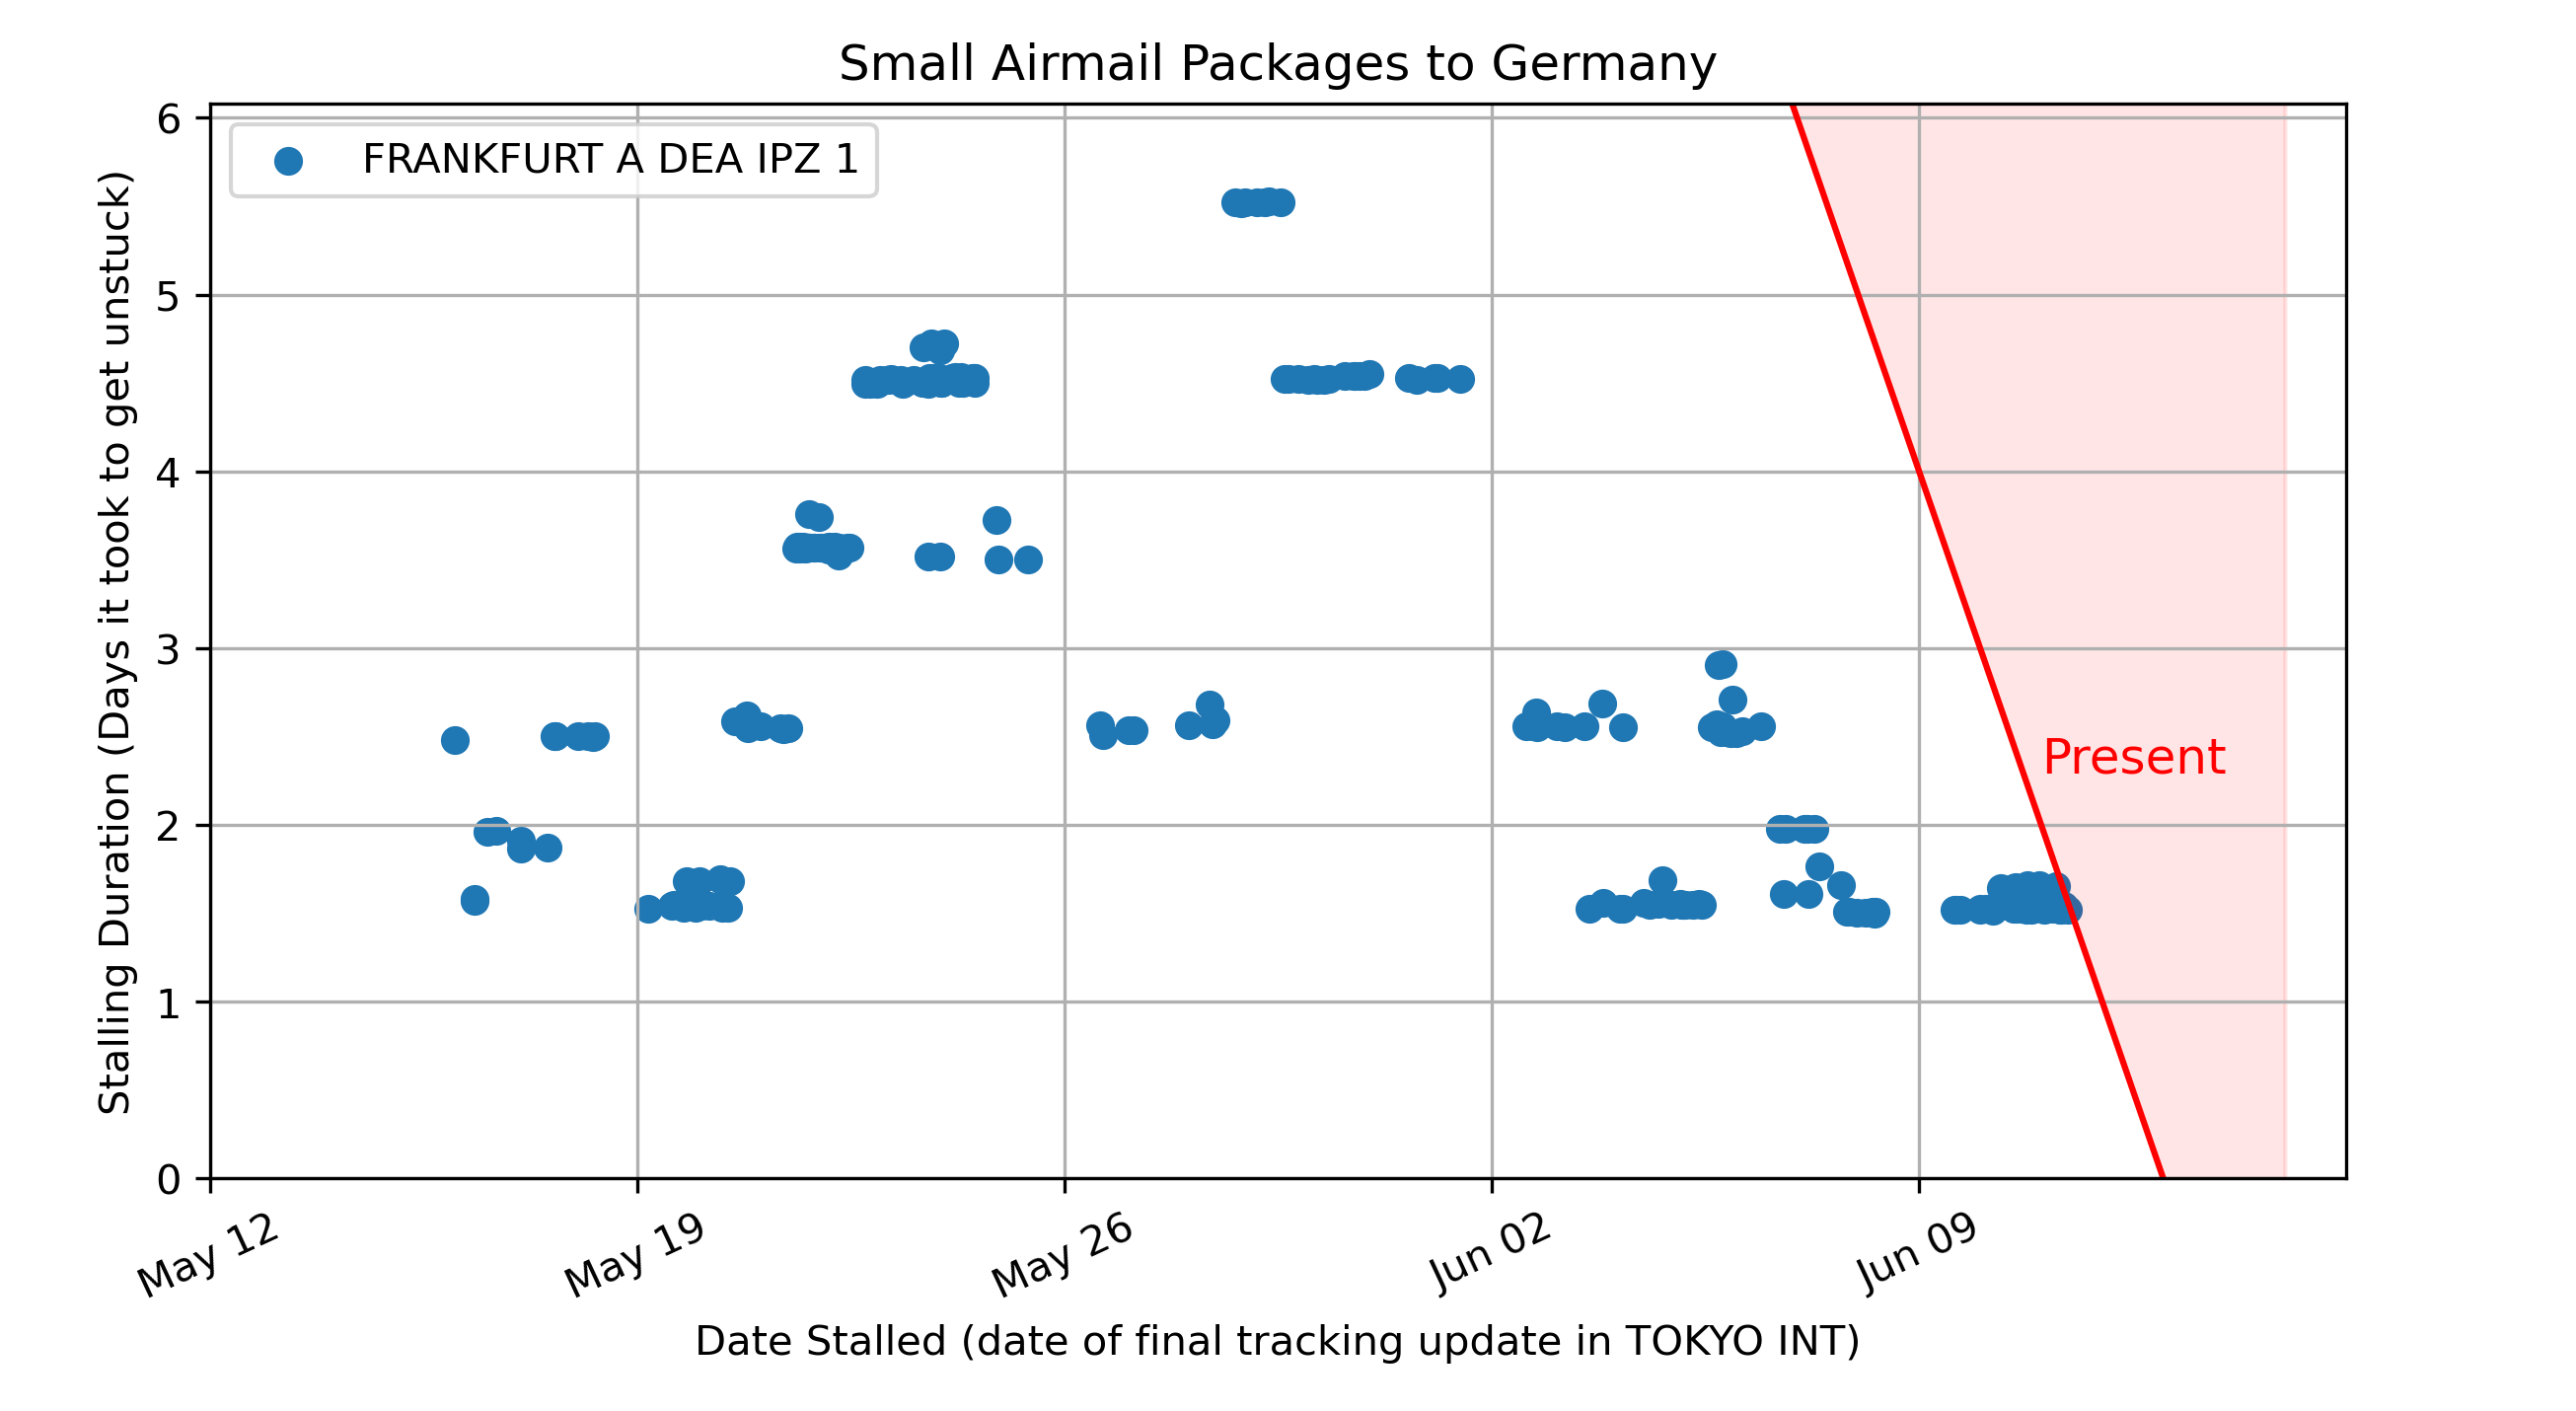 Small Airmail Packages to Germany
FRANKFURT A DEA IPZ 1
Stalling Duration (Days it took to get unstuck)
6
5
4
3
2
1
0
Present
May 12
May 19
May 26
Jun 02
Jun 09
Date Stalled (date of final tracking update in TOKYO INT)